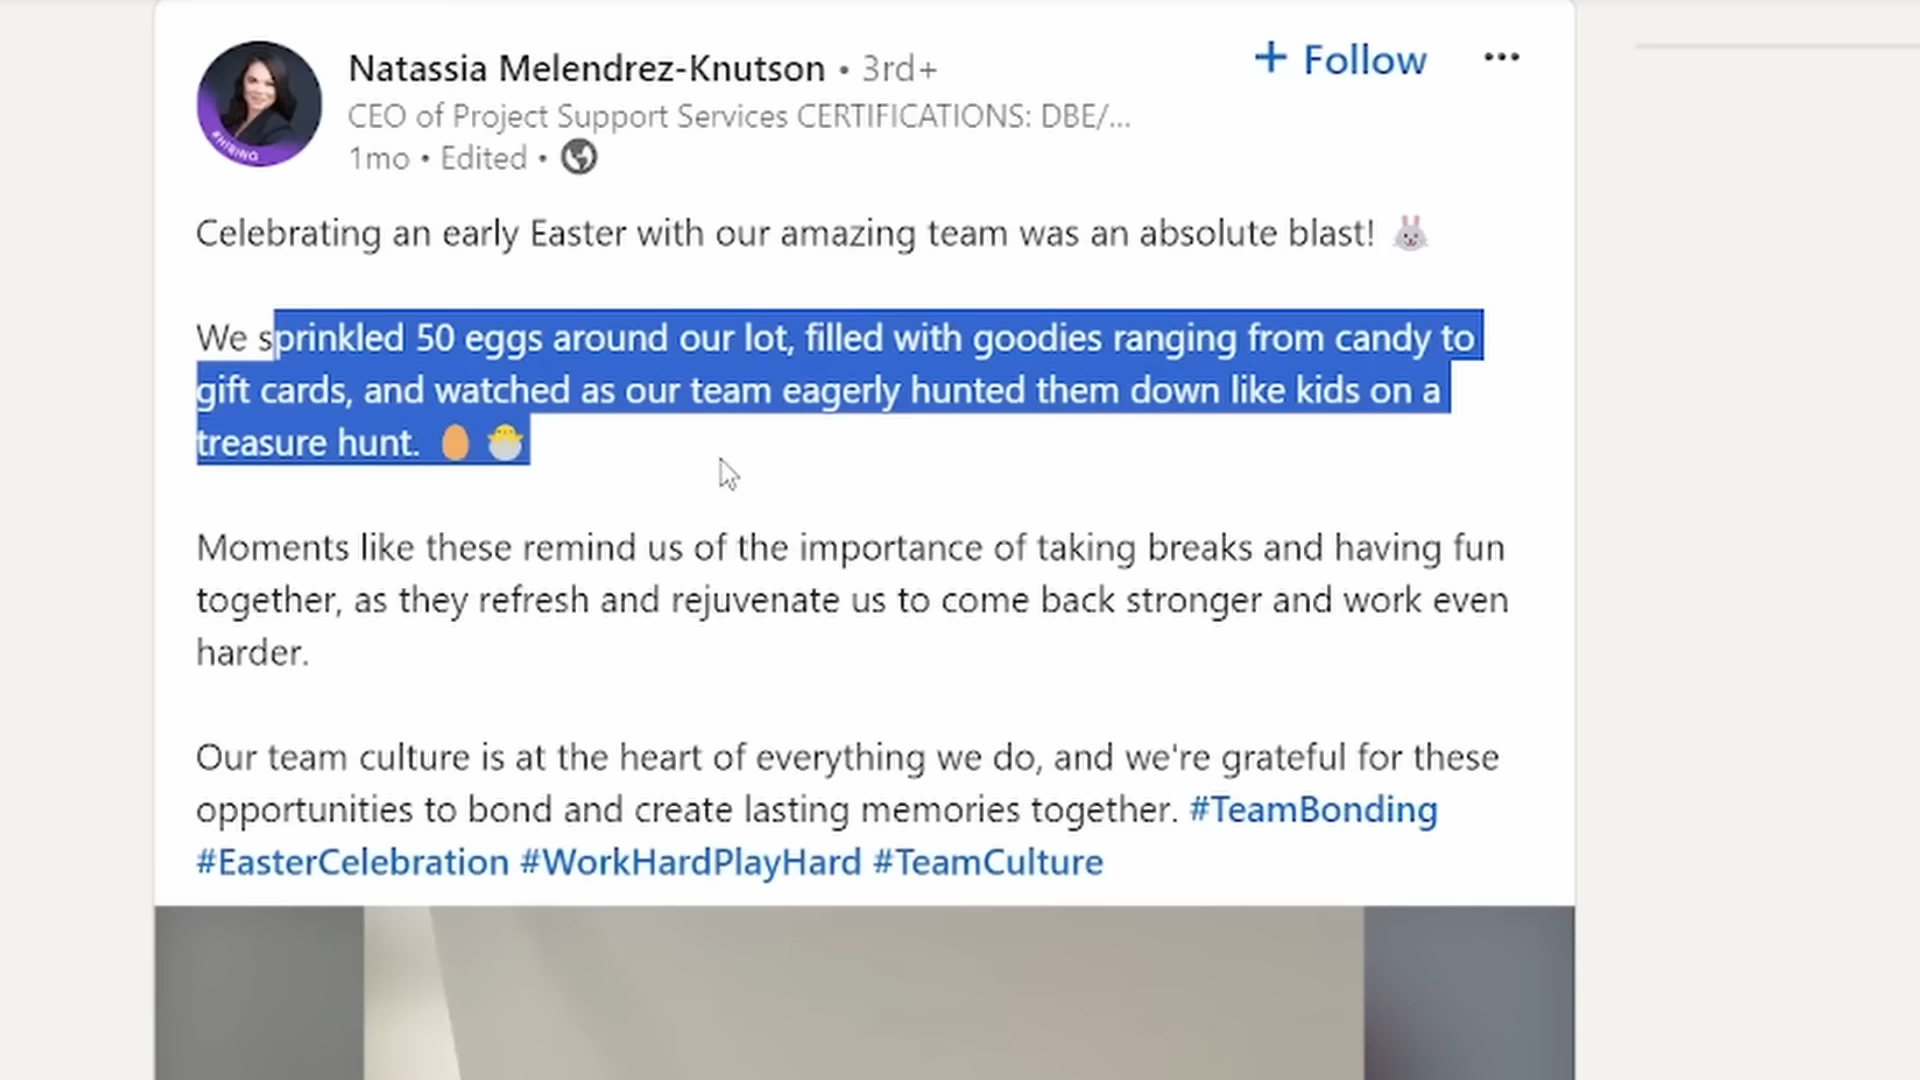 Natassia Melendrez-Knutson • 3rd+
+ Follow
CEO of Project Support Services CERTIFICATIONS: DBE/...
1mo • Edited •
#HIRING
Celebrating an early Easter with our amazing team was an absolute blast! 🐰
We sprinkled 50 eggs around our lot, filled with goodies ranging from candy to
gift cards, and watched as our team eagerly hunted them down like kids on a
treasure hunt. 🥚 🐣
Moments like these remind us of the importance of taking breaks and having fun
together, as they refresh and rejuvenate us to come back stronger and work even
harder.
Our team culture is at the heart of everything we do, and we're grateful for these
opportunities to bond and create lasting memories together. #TeamBonding
#EasterCelebration #WorkHardPlayHard #TeamCulture